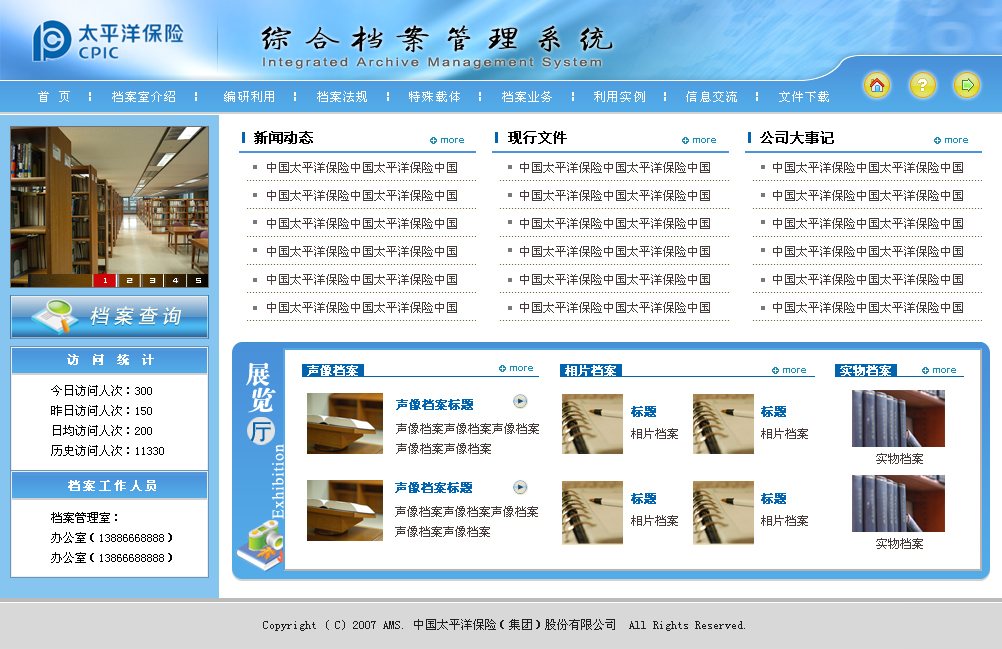 太平洋保险
CPIC
综合档案管理系统
Integrated Archive Management System
首 页
档案室介绍
编研利用
档案法规
特殊载体
档案业务
利用实例
信息交流
文件下载
?
1 2 3 4 5
档案查询
访 问 统 计
今日访问人次：300
昨日访问人次：150
日均访问人次：200
历史访问人次：11330
档案工作人员
档案管理室：
办公室（13886668888）
办公室（13866688888）
新闻动态
more
中国太平洋保险中国太平洋保险中国
中国太平洋保险中国太平洋保险中国
中国太平洋保险中国太平洋保险中国
中国太平洋保险中国太平洋保险中国
中国太平洋保险中国太平洋保险中国
中国太平洋保险中国太平洋保险中国
现行文件
more
中国太平洋保险中国太平洋保险中国
中国太平洋保险中国太平洋保险中国
中国太平洋保险中国太平洋保险中国
中国太平洋保险中国太平洋保险中国
中国太平洋保险中国太平洋保险中国
中国太平洋保险中国太平洋保险中国
公司大事记
more
中国太平洋保险中国太平洋保险中国
中国太平洋保险中国太平洋保险中国
中国太平洋保险中国太平洋保险中国
中国太平洋保险中国太平洋保险中国
中国太平洋保险中国太平洋保险中国
中国太平洋保险中国太平洋保险中国
展览厅
Exhibition
声像档案
more
声像档案标题
声像档案声像档案声像档案
声像档案声像档案
声像档案标题
声像档案声像档案声像档案
声像档案声像档案
相片档案
more
标题
相片档案
标题
相片档案
标题
相片档案
标题
相片档案
实物档案
more
实物档案
实物档案
Copyright (C) 2007 AMS. 中国太平洋保险（集团）股份有限公司 All Rights Reserved.